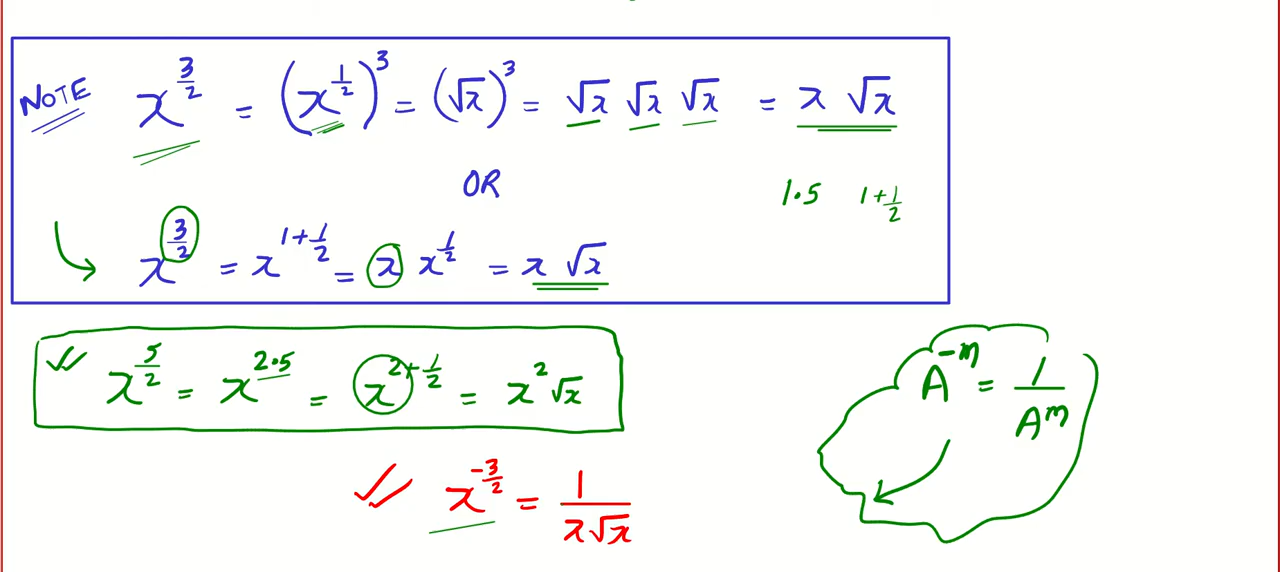 NOTE x^{3/2} = (x^{1/2})^3 = (√x)^3 = √x √x √x = x √x
OR
1.5 1+1/2
x^{3/2} = x^{1+1/2} = x x^{1/2} = x √x
x^{5/2} = x^{2.5} = x^{2+1/2} = x^2 √x
A^{-m} = 1/A^m
x^{-3/2} = 1/(x√x)